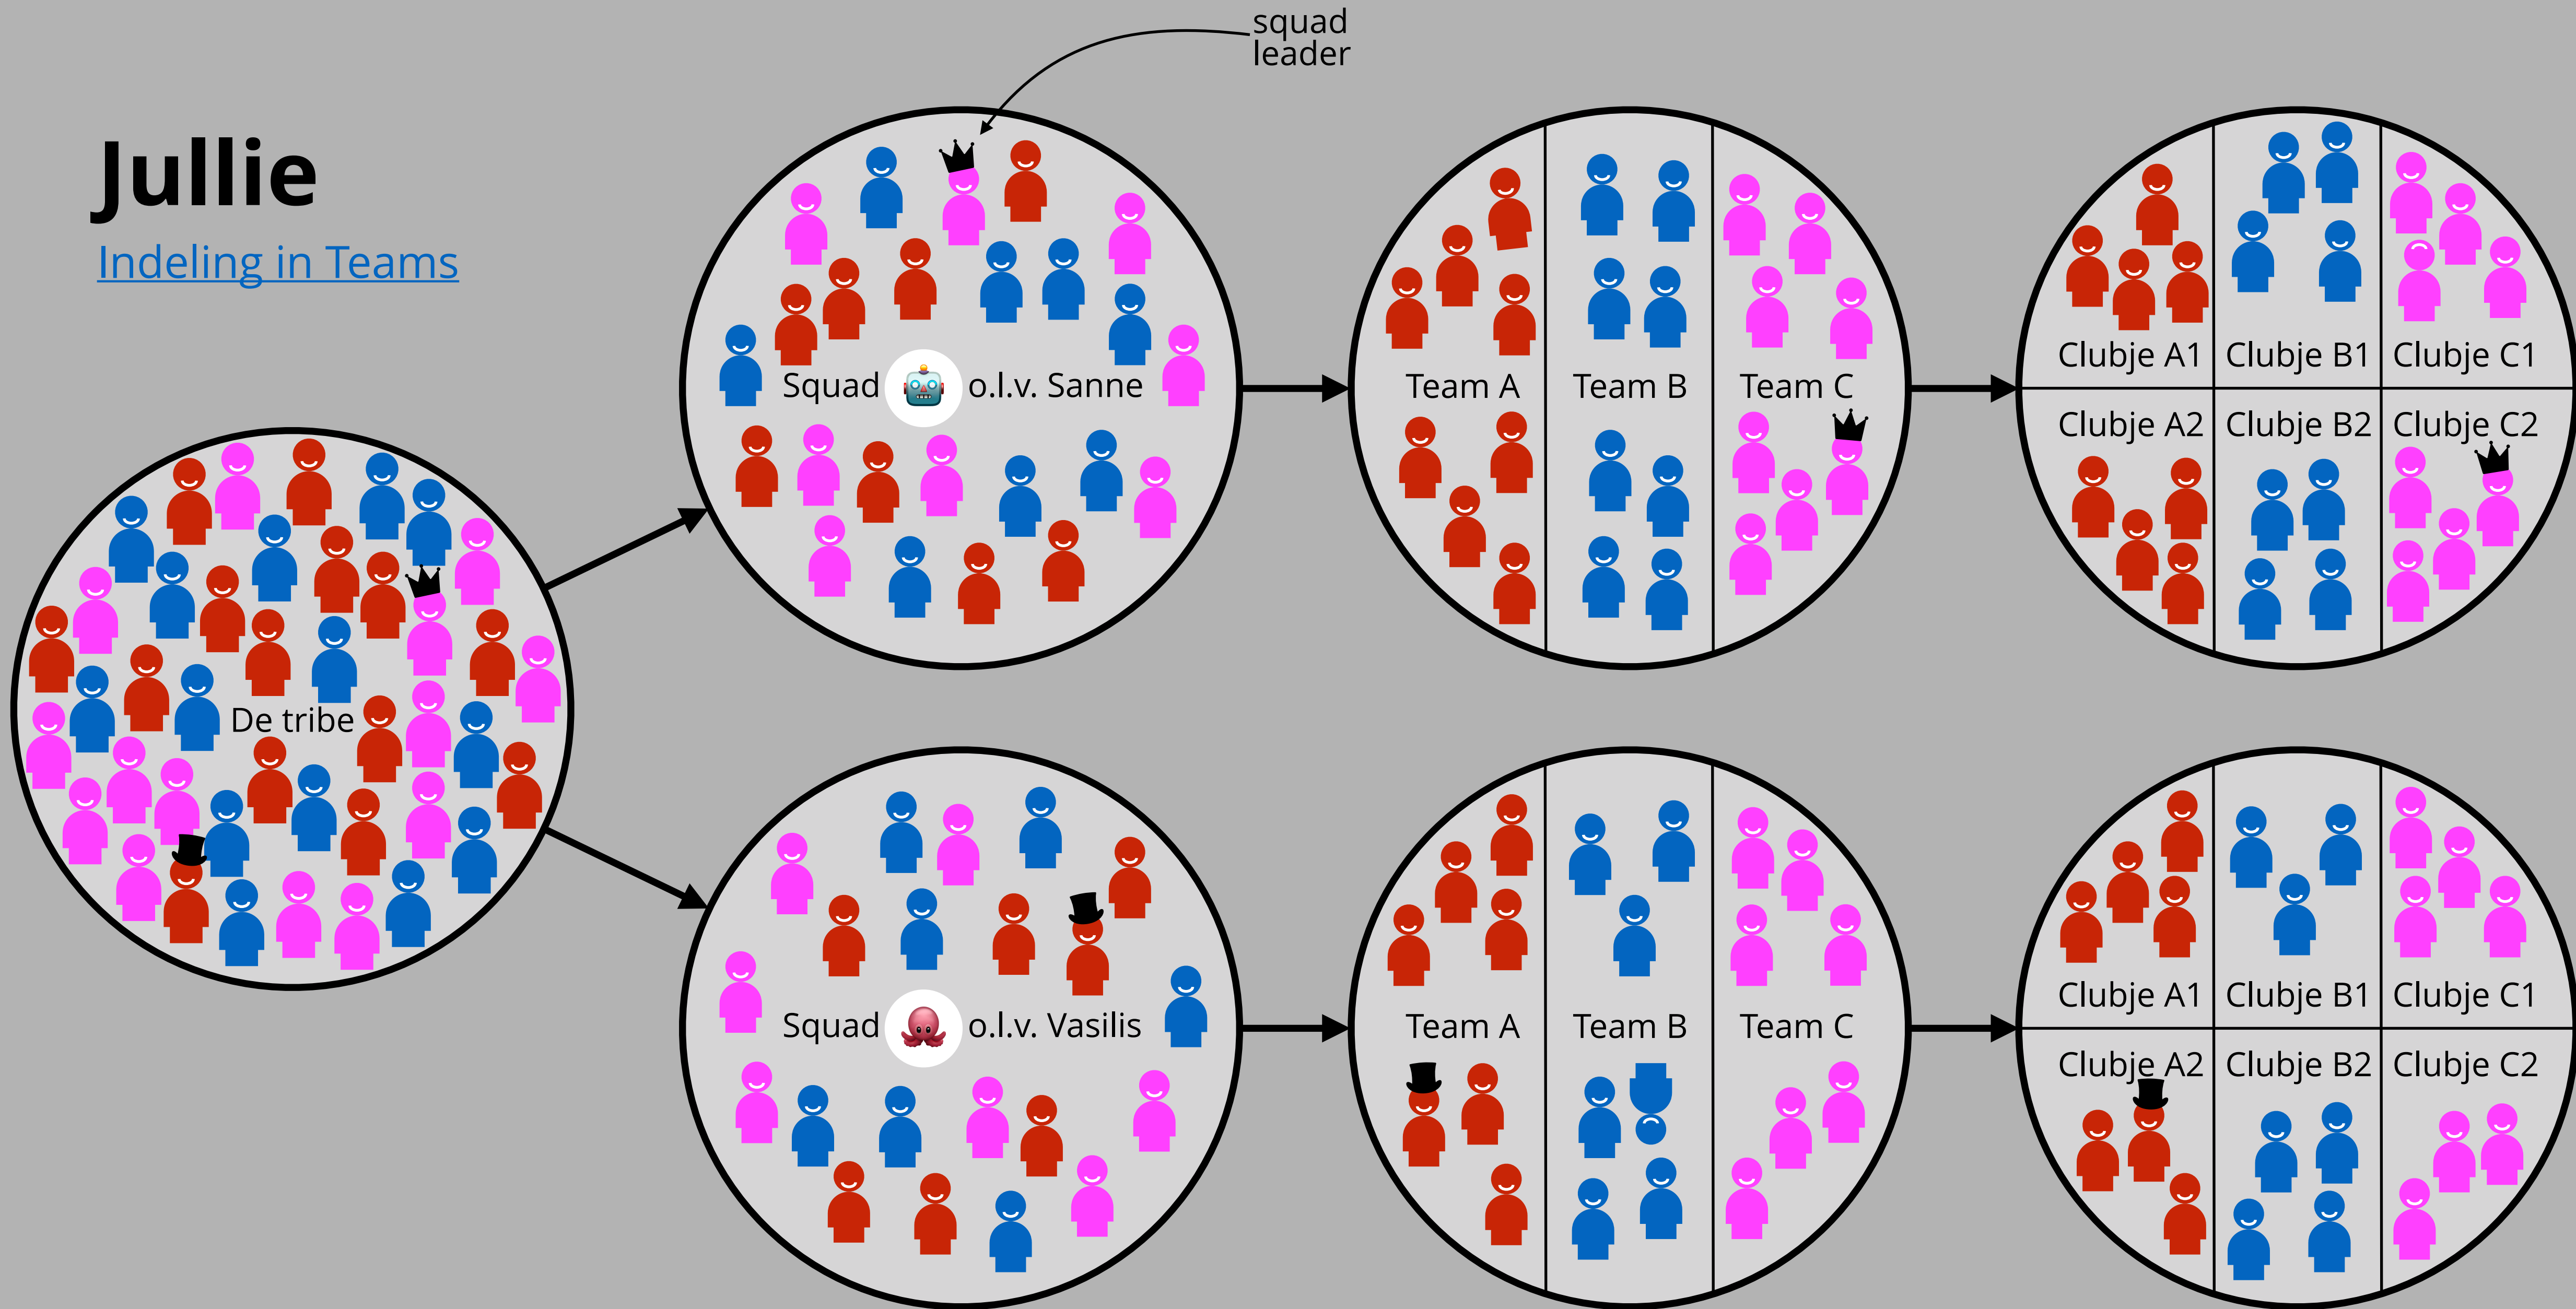 squad
leader
Jullie
Indeling in Teams
De tribe
Squad o.l.v. Sanne
Team A
Team B
Team C
Clubje A1
Clubje B1
Clubje C1
Clubje A2
Clubje B2
Clubje C2
Squad o.l.v. Vasilis
Team A
Team B
Team C
Clubje A1
Clubje B1
Clubje C1
Clubje A2
Clubje B2
Clubje C2